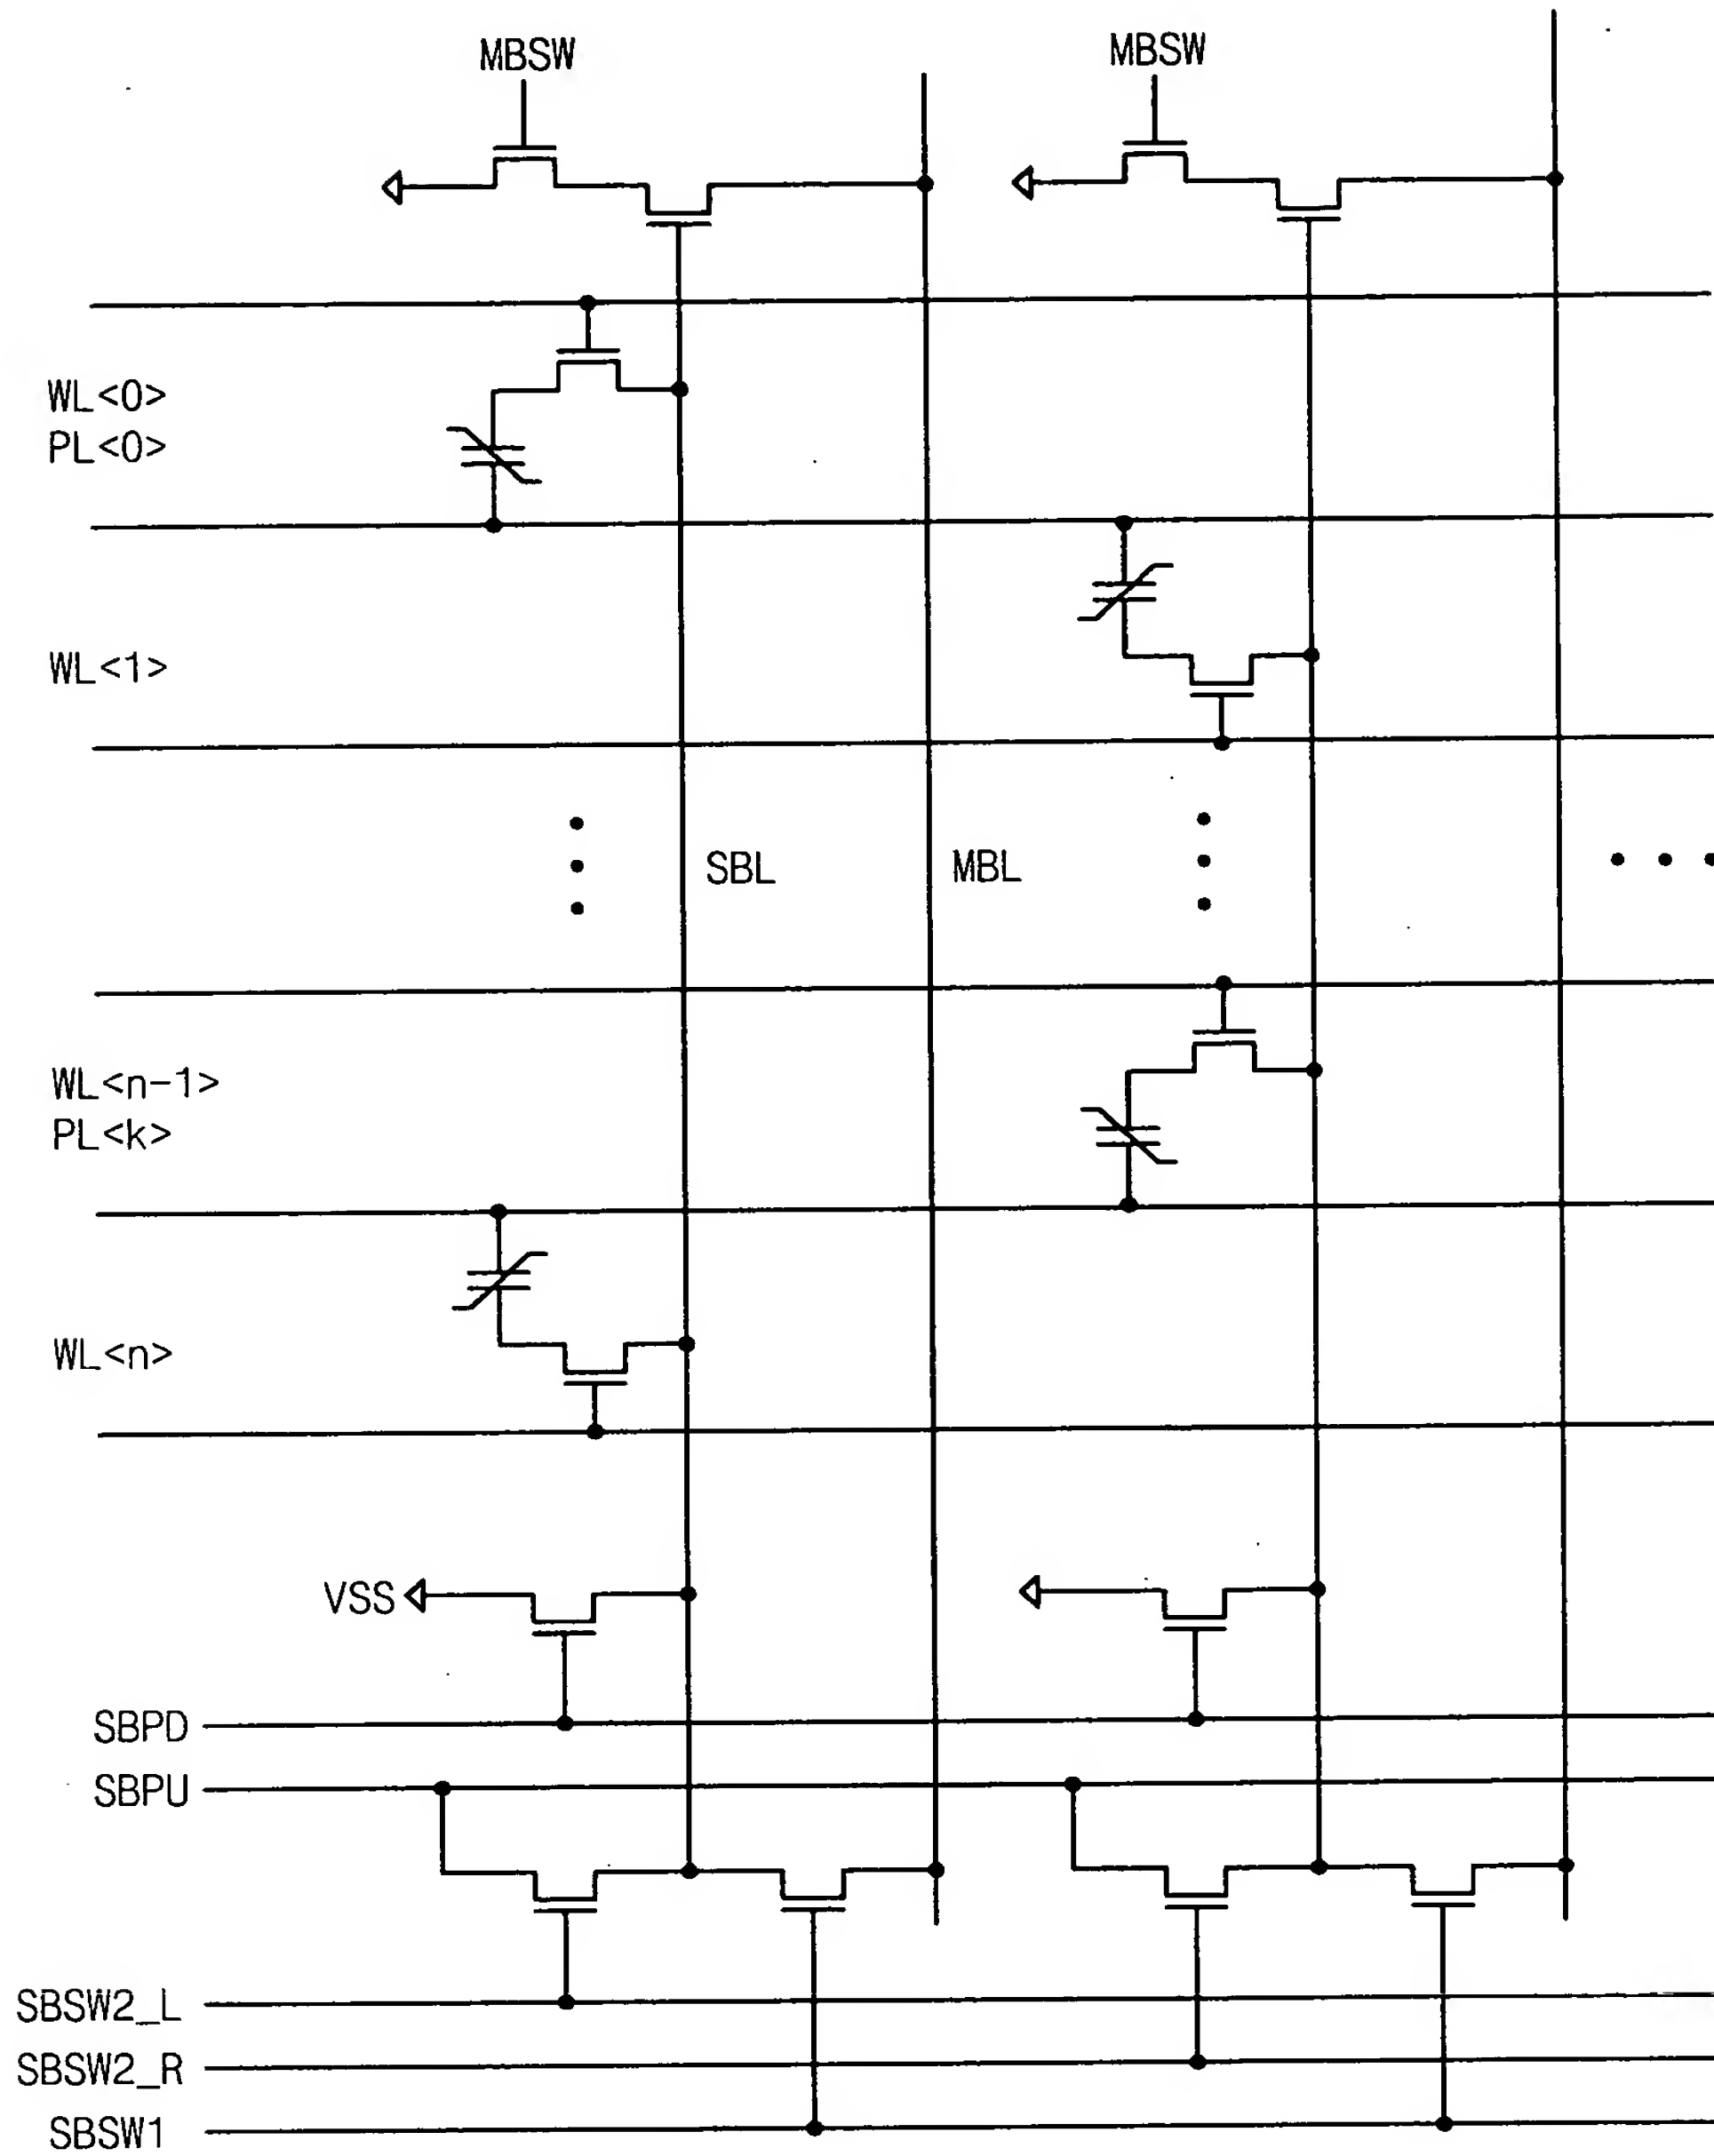 MBSW
MBSW
WL<0>
PL<0>
WL<1>
SBL
MBL
WL<n-1>
PL<k>
WL<n>
VSS
SBPD
SBPU
SBSW2_L
SBSW2_R
SBSW1